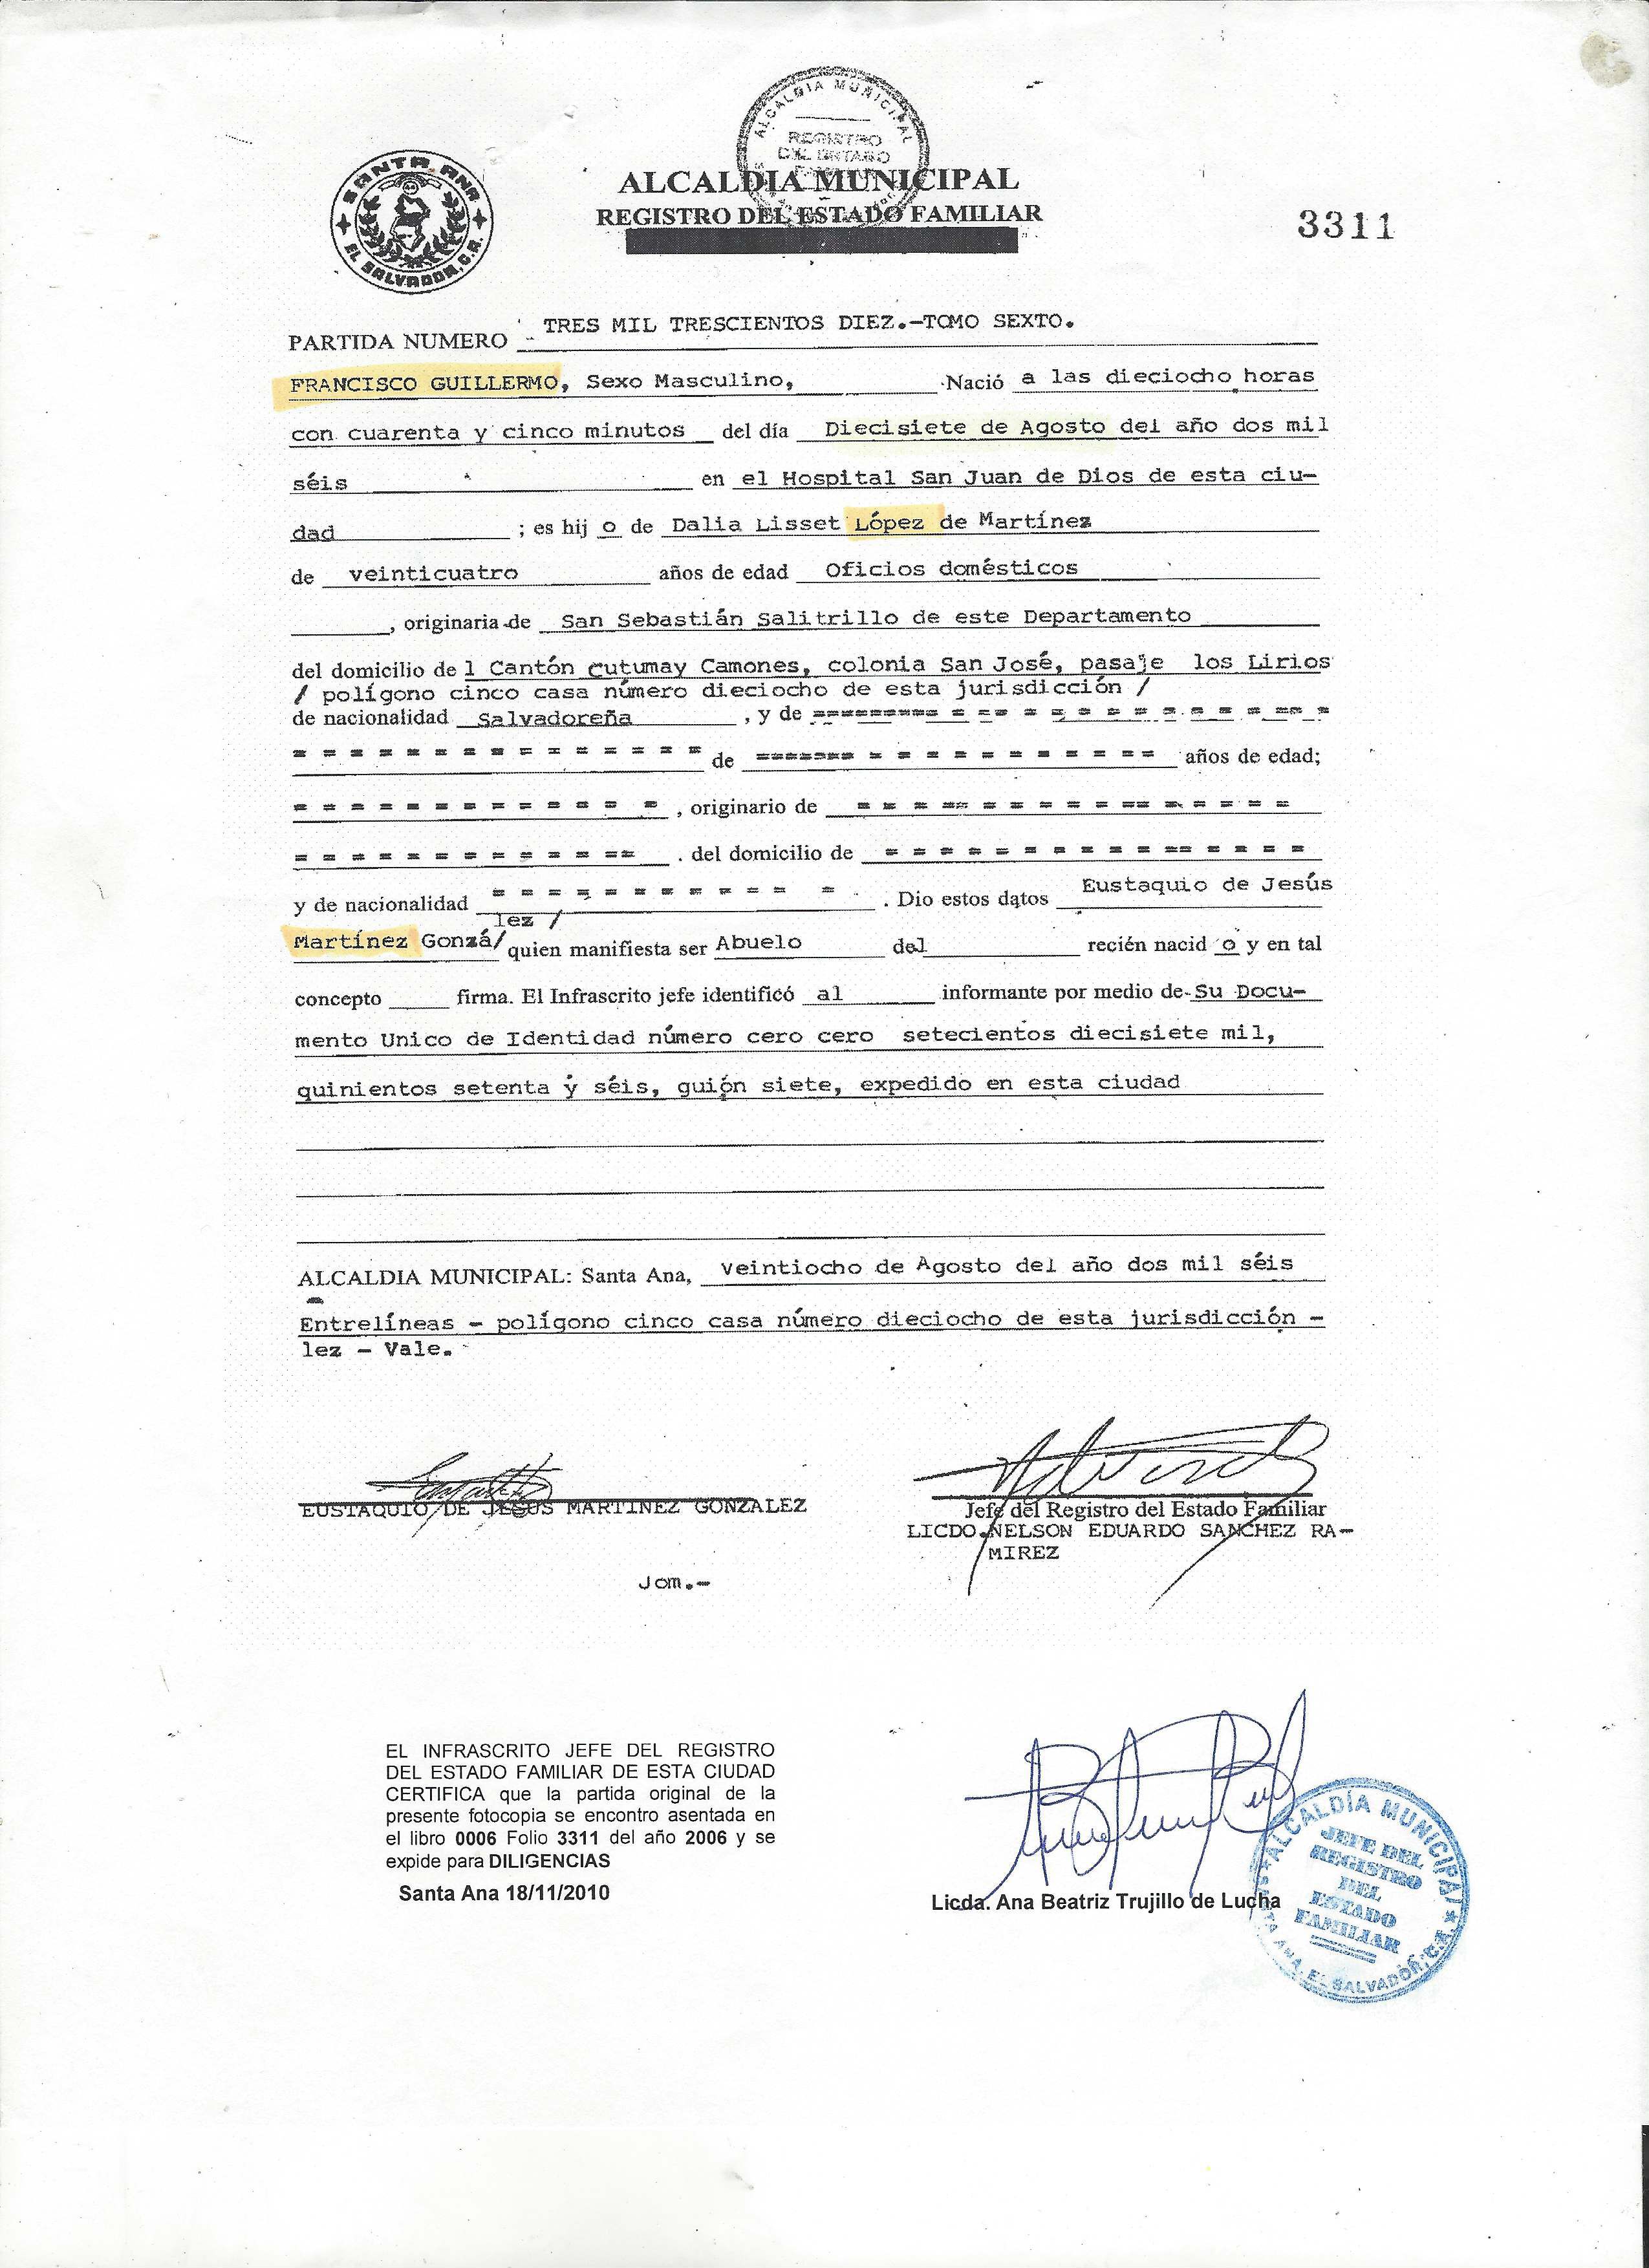 ALCALDIA MUNICIPAL
REGISTRO DEL ESTADO
SANTA ANA
EL SALVADOR, C.A.
ALCALDIA MUNICIPAL
REGISTRO DEL ESTADO FAMILIAR
3311
PARTIDA NUMERO TRES MIL TRESCIENTOS DIEZ.-TOMO SEXTO.
FRANCISCO GUILLERMO, Sexo Masculino, Nació a las dieciocho horas
con cuarenta y cinco minutos del día Diecisiete de Agosto del año dos mil
séis en el Hospital San Juan de Dios de esta ciu-
dad ; es hij o de Dalia Lisset López de Martínez
de veinticuatro años de edad Oficios domésticos
, originaria de San Sebastián Salitrillo de este Departamento
del domicilio de l Cantón Cutumay Camones, colonia San José, pasaje los Lirios
/ polígono cinco casa número dieciocho de esta jurisdicción /
de nacionalidad Salvadoreña , y de
de años de edad;
, originario de
. del domicilio de
y de nacionalidad . Dio estos datos Eustaquio de Jesús
lez /
Martínez Gonzá/ quien manifiesta ser Abuelo del recién nacid o y en tal
concepto firma. El Infrascrito jefe identificó al informante por medio de Su Docu-
mento Unico de Identidad número cero cero setecientos diecisiete mil,
quinientos setenta y séis, guión siete, expedido en esta ciudad
ALCALDIA MUNICIPAL: Santa Ana, veintiocho de Agosto del año dos mil séis
Entrelíneas - polígono cinco casa número dieciocho de esta jurisdicción -
lez - Vale.
EUSTAQUIO DE JESUS MARTINEZ GONZALEZ
Jefe del Registro del Estado Familiar
LICDO.NELSON EDUARDO SANCHEZ RA-
MIREZ
Jom.-
EL INFRASCRITO JEFE DEL REGISTRO
DEL ESTADO FAMILIAR DE ESTA CIUDAD
CERTIFICA que la partida original de la
presente fotocopia se encontro asentada en
el libro 0006 Folio 3311 del año 2006 y se
expide para DILIGENCIAS
Santa Ana 18/11/2010
Licda. Ana Beatriz Trujillo de Lucha
ALCALDÍA MUNICIPAL
JEFE DEL
REGISTRO
DEL
ESTADO
FAMILIAR
SANTA ANA, EL SALVADOR, C.A.